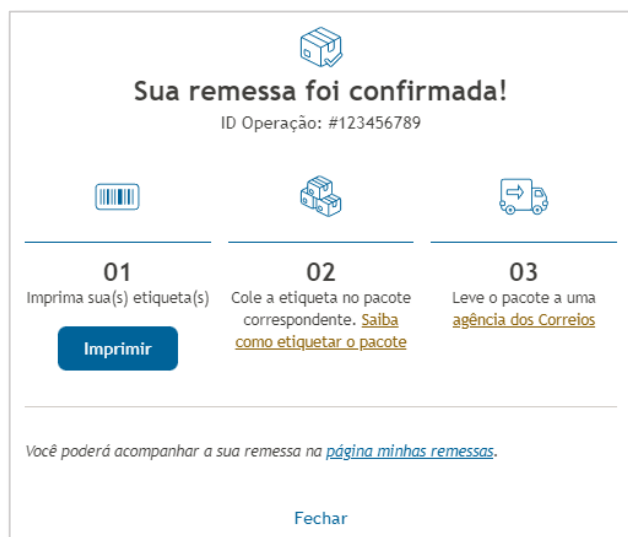 Sua remessa foi confirmada!
ID Operação: #123456789
01
Imprima sua(s) etiqueta(s)
Imprimir
02
Cole a etiqueta no pacote
correspondente. Saiba
como etiquetar o pacote
03
Leve o pacote a uma
agência dos Correios
Você poderá acompanhar a sua remessa na página minhas remessas.
Fechar